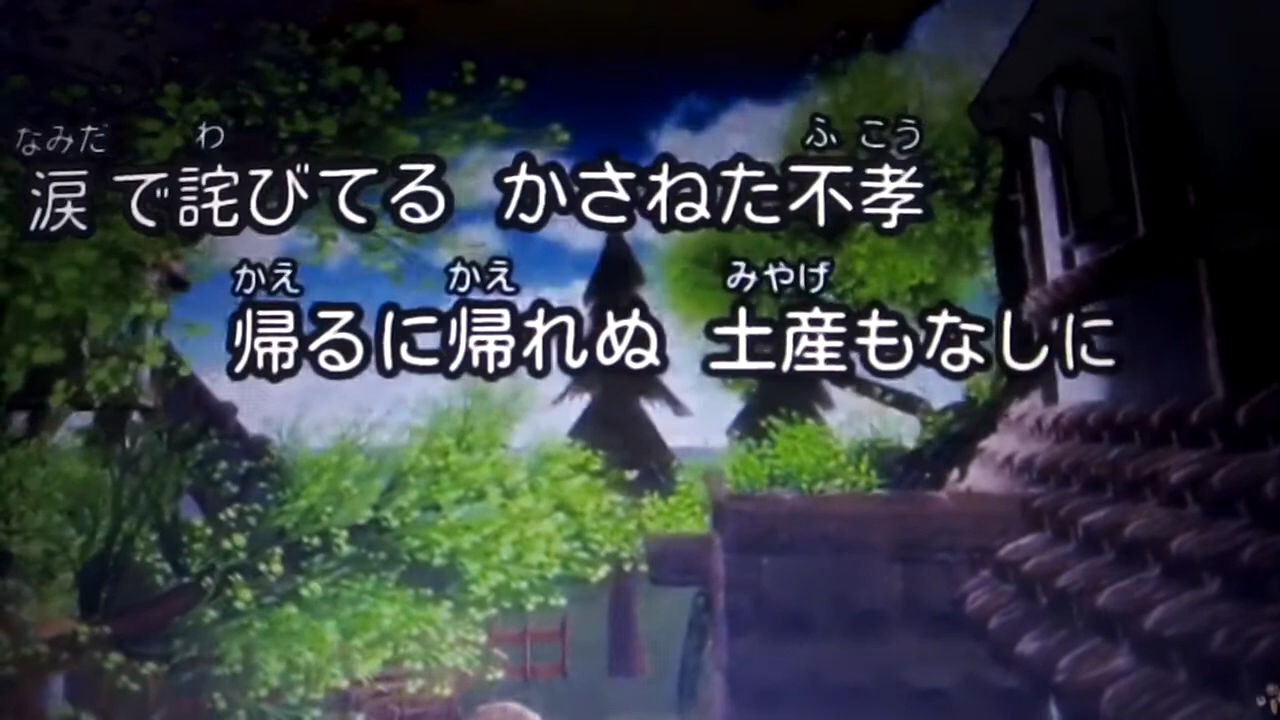 なみだ わ ふ こう
涙で詫びてる かさねた不孝
かえ かえ みやげ
帰るに帰れぬ 土産もなしに